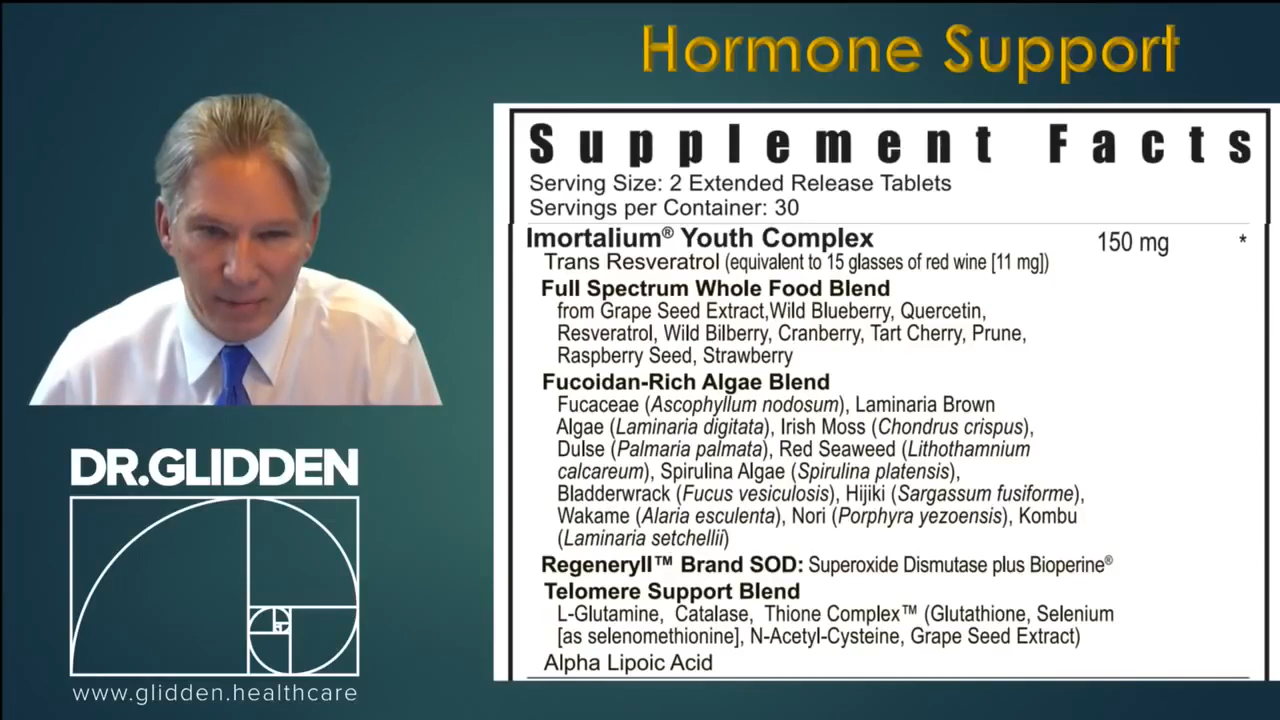 Hormone Support
Supplement Facts
Serving Size: 2 Extended Release Tablets
Servings per Container: 30
Imortalium® Youth Complex 150 mg *
Trans Resveratrol (equivalent to 15 glasses of red wine [11 mg])
Full Spectrum Whole Food Blend
from Grape Seed Extract,Wild Blueberry, Quercetin,
Resveratrol, Wild Bilberry, Cranberry, Tart Cherry, Prune,
Raspberry Seed, Strawberry
Fucoidan-Rich Algae Blend
Fucaceae (Ascophyllum nodosum), Laminaria Brown
Algae (Laminaria digitata), Irish Moss (Chondrus crispus),
Dulse (Palmaria palmata), Red Seaweed (Lithothamnium
calcareum), Spirulina Algae (Spirulina platensis),
Bladderwrack (Fucus vesiculosis), Hijiki (Sargassum fusiforme),
Wakame (Alaria esculenta), Nori (Porphyra yezoensis), Kombu
(Laminaria setchellii)
Regeneryll™ Brand SOD: Superoxide Dismutase plus Bioperine®
Telomere Support Blend
L-Glutamine, Catalase, Thione Complex™ (Glutathione, Selenium
[as selenomethionine], N-Acetyl-Cysteine, Grape Seed Extract)
Alpha Lipoic Acid
DR.GLIDDEN
www.glidden.healthcare